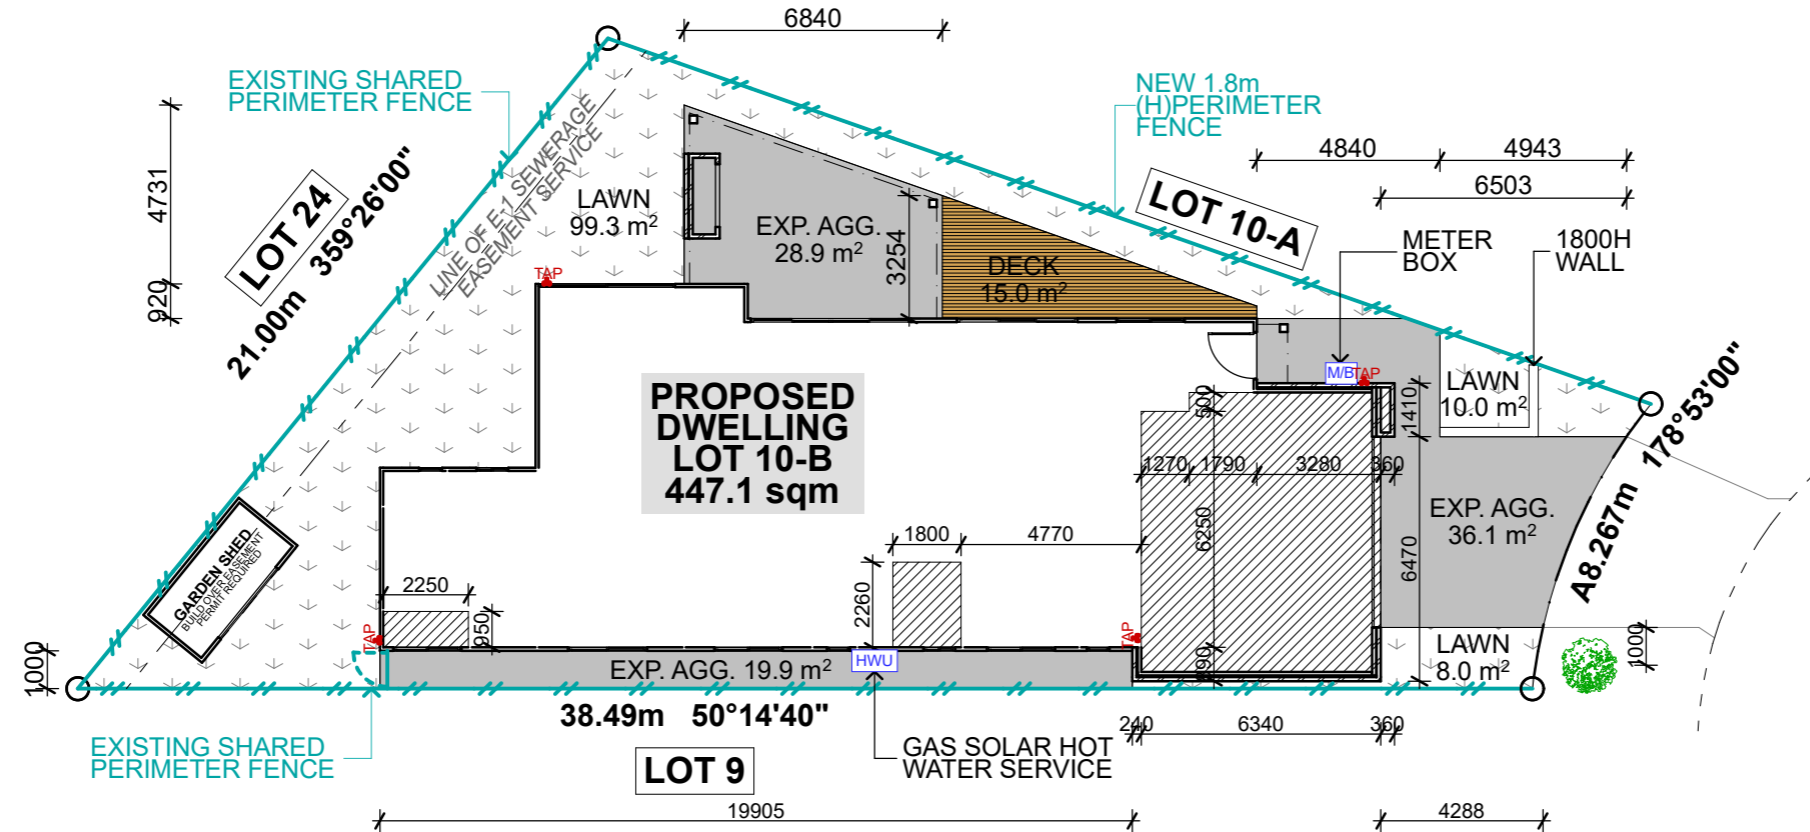 6840
EXISTING SHARED
PERIMETER FENCE
NEW 1.8m
(H)PERIMETER
FENCE
4840
4943
6503
4731
920
LOT 24
21.00m 359°26'00"
LINE OF E-1 SEWERAGE
EASEMENT SERVICE
LAWN
99.3 m²
EXP. AGG.
28.9 m²
3254
DECK
15.0 m²
LOT 10-A
METER
BOX
1800H
WALL
TAP
M/B
TAP
LAWN
10.0 m²
1410
178°53'00"
A8.267m
PROPOSED
DWELLING
LOT 10-B
447.1 sqm
500
1270
1790
3280
360
6250
6470
EXP. AGG.
36.1 m²
1800
4770
2260
GARDEN SHED
BUILD OVER EASEMENT
PERMIT REQUIRED
2250
950
TAP
TAP
1000
EXP. AGG. 19.9 m²
HWU
LAWN
8.0 m²
1000
38.49m 50°14'40"
240
6340
360
EXISTING SHARED
PERIMETER FENCE
LOT 9
GAS SOLAR HOT
WATER SERVICE
19905
4288